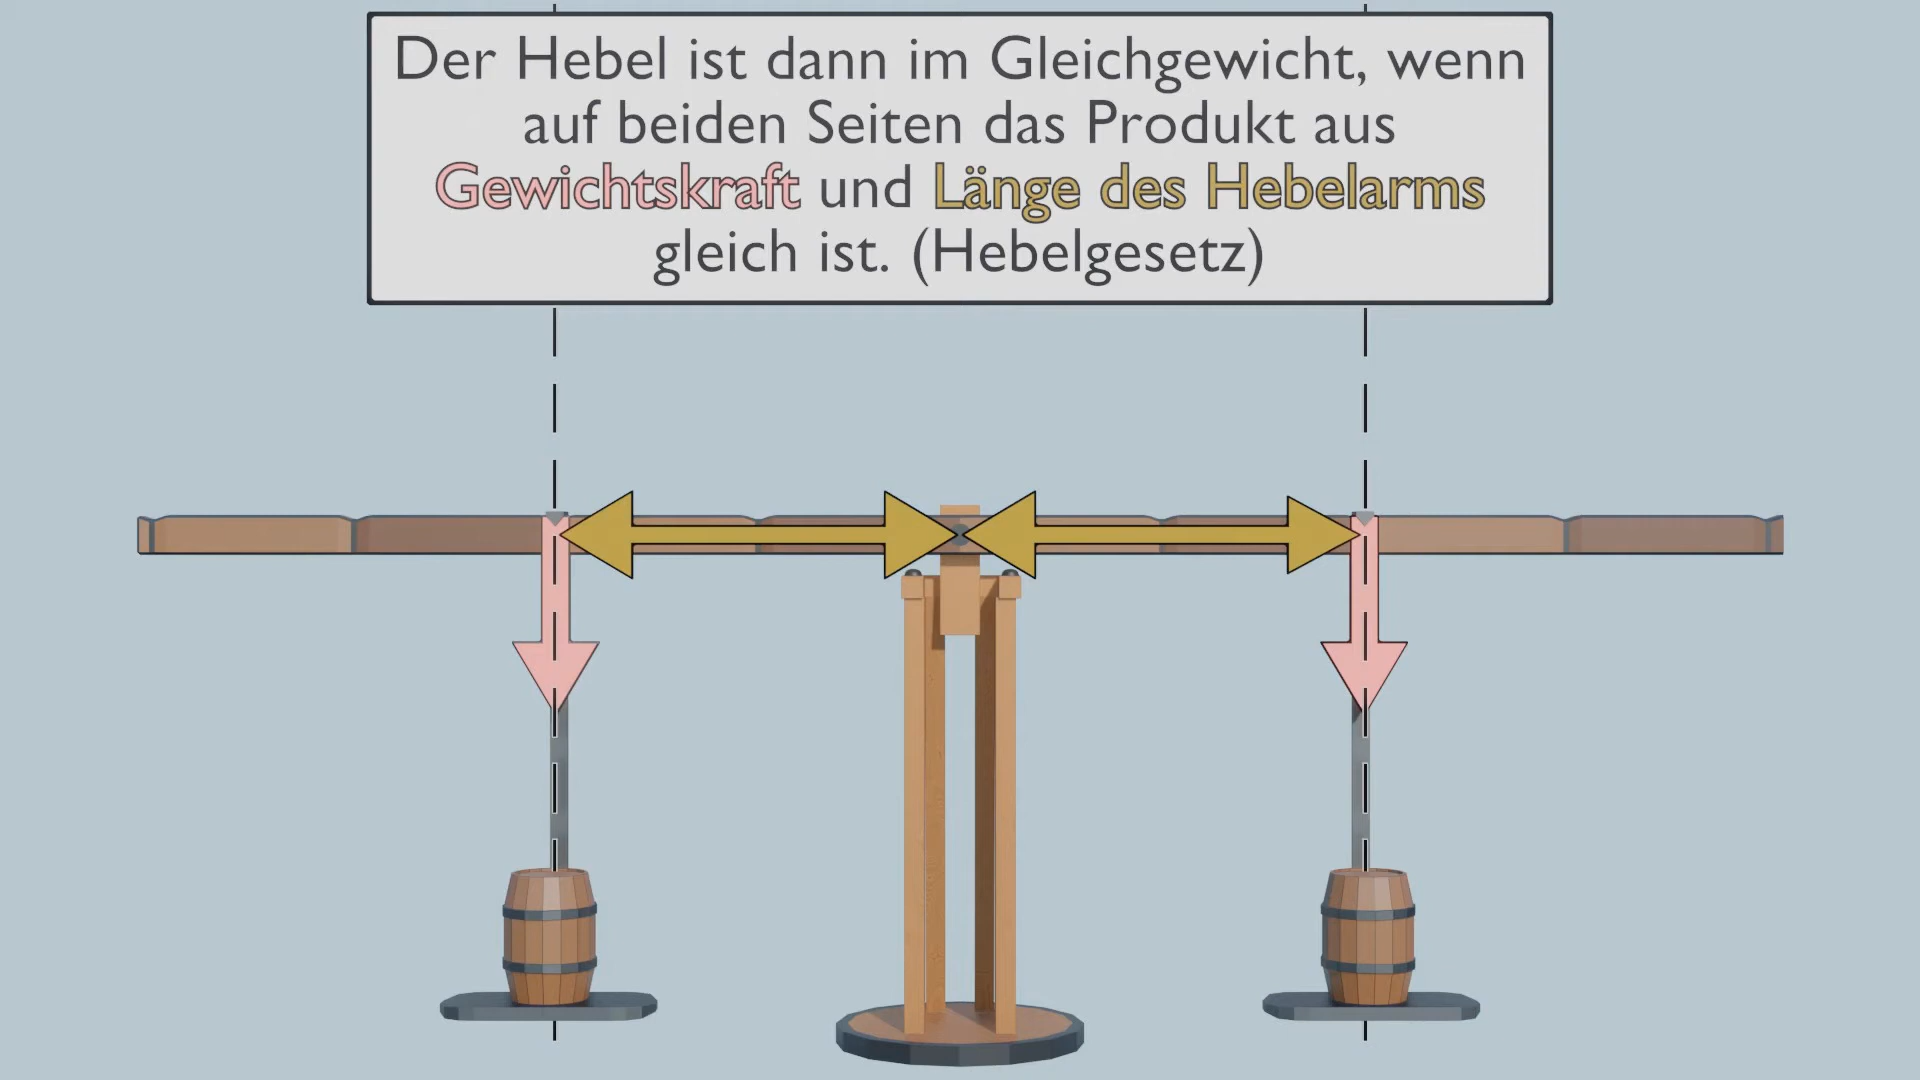 Der Hebel ist dann im Gleichgewicht, wenn
auf beiden Seiten das Produkt aus
Gewichtskraft und Länge des Hebelarms
gleich ist. (Hebelgesetz)